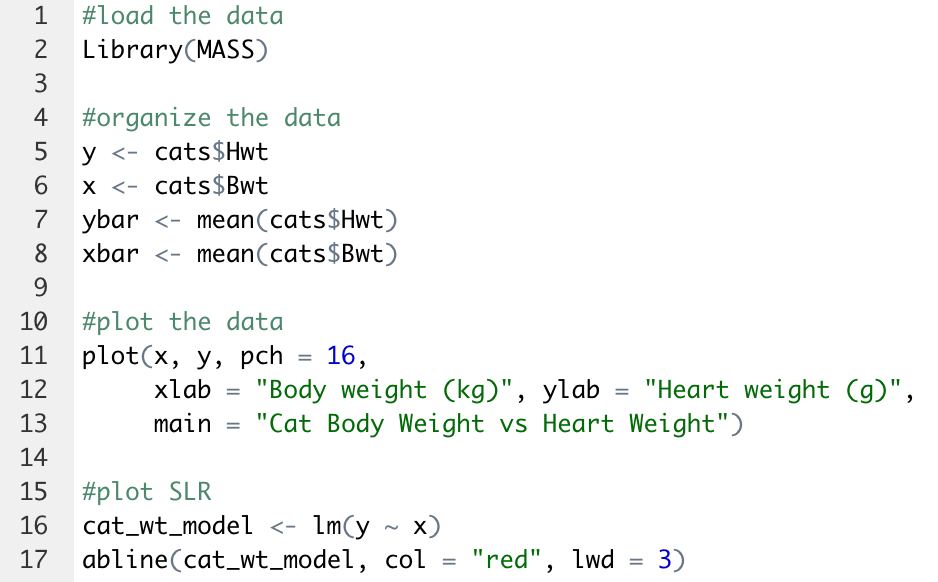 1 #load the data
2 Library(MASS)
3
4 #organize the data
5 y <- cats$Hwt
6 x <- cats$Bwt
7 ybar <- mean(cats$Hwt)
8 xbar <- mean(cats$Bwt)
9
10 #plot the data
11 plot(x, y, pch = 16,
12      xlab = "Body weight (kg)", ylab = "Heart weight (g)",
13      main = "Cat Body Weight vs Heart Weight")
14
15 #plot SLR
16 cat_wt_model <- lm(y ~ x)
17 abline(cat_wt_model, col = "red", lwd = 3)